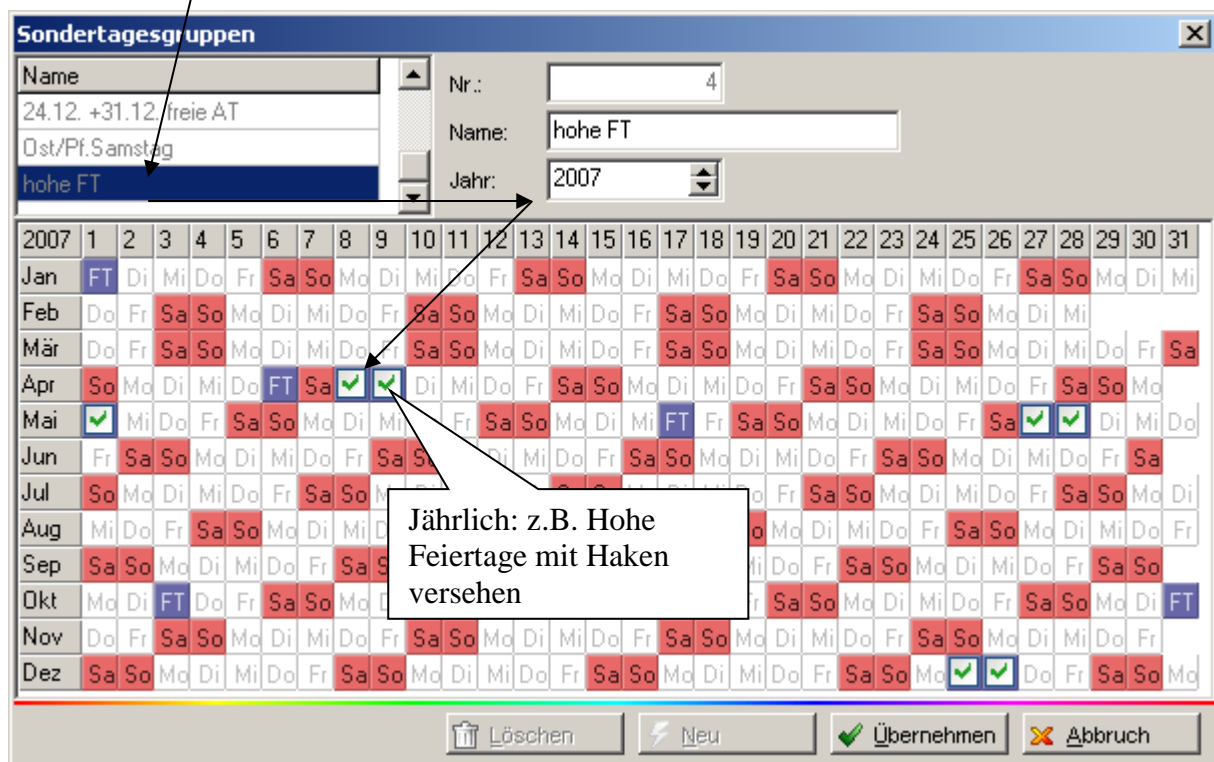 Sondertagesgruppen
Name
24.12. +31.12. freie AT
Ost/Pf.Samstag
hohe FT
Nr.: 4
Name: hohe FT
Jahr: 2007
2007 1 2 3 4 5 6 7 8 9 10 11 12 13 14 15 16 17 18 19 20 21 22 23 24 25 26 27 28 29 30 31
Jan FT Di Mi Do Fr Sa So Mo Di Mi Do Fr Sa So Mo Di Mi Do Fr Sa So Mo Di Mi Do Fr Sa So Mo Di Mi
Feb Do Fr Sa So Mo Di Mi Do Fr Sa So Mo Di Mi Do Fr Sa So Mo Di Mi Do Fr Sa So Mo Di Mi
Mär Do Fr Sa So Mo Di Mi Do Fr Sa So Mo Di Mi Do Fr Sa So Mo Di Mi Do Fr Sa So Mo Di Mi Do Fr Sa
Apr So Mo Di Mi Do FT Sa Di Mi Do Fr Sa So Mo Di Mi Do Fr Sa So Mo Di Mi Do Fr Sa So Mo
Mai Mi Do Fr Sa So Mo Di Mi Fr Sa So Mo Di Mi FT Fr Sa So Mo Di Mi Do Fr Sa Di Mi Do
Jun Fr Sa So Mo Di Mi Do Fr Sa Di Mi Do Fr Sa So Mo Di Mi Do Fr Sa So Mo Di Mi Do Fr Sa
Jul So Mo Di Mi Do Fr Sa So Do Fr Sa So Mo Di Mi Do Fr Sa So Mo Di
Aug Mi Do Fr Sa So Mo Di Mi Mo Di Mi Do Fr Sa So Mo Di Mi Do Fr
Sep Sa So Mo Di Mi Do Fr Sa Mi Do Fr Sa So Mo Di Mi Do Fr Sa So
Okt Mo Di FT Do Fr Sa So Mo Fr Sa So Mo Di Mi Do Fr Sa So Mo Di FT
Nov Do Fr Sa So Mo Di Mi Do Fr Sa So Mo Di Mi Do Fr Sa So Mo Di Mi Do Fr Sa So Mo Di Mi Do Fr
Dez Sa So Mo Di Mi Do Fr Sa So Mo Di Mi Do Fr Sa So Mo Di Mi Do Fr Sa So Mo Do Fr Sa So Mo
Jährlich: z.B. Hohe
Feiertage mit Haken
versehen
Löschen Neu Übernehmen Abbruch